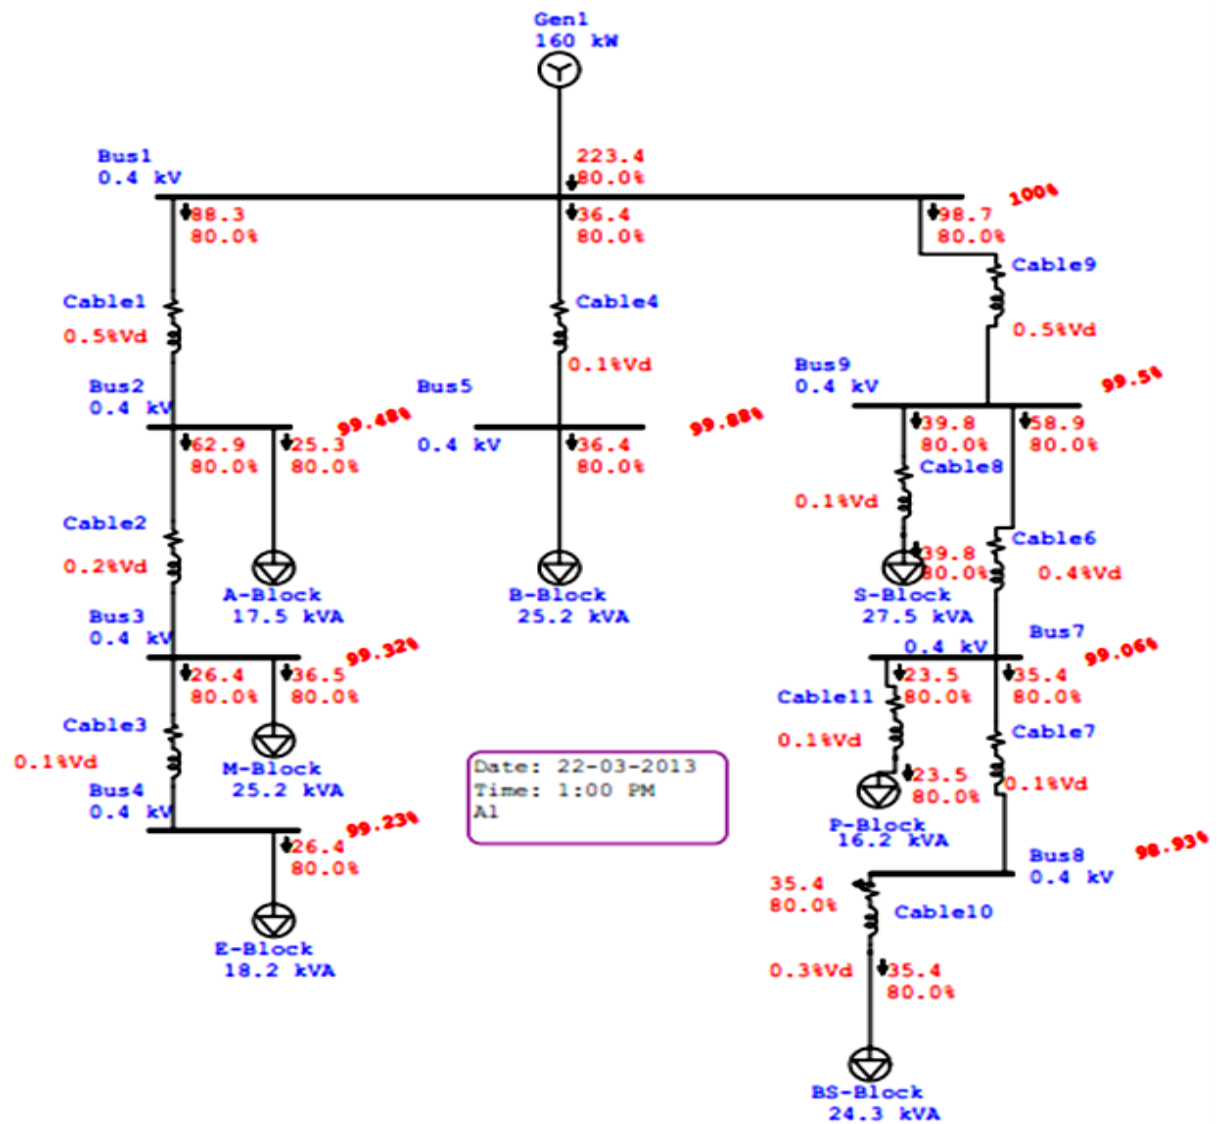 Gen1
160 kW
Bus1
0.4 kV
223.4
80.0%
100%
88.3
80.0%
36.4
80.0%
98.7
80.0%
Cable1
0.5%Vd
Cable4
0.1%Vd
Cable9
0.5%Vd
Bus2
0.4 kV
99.48%
62.9
80.0%
25.3
80.0%
Bus5
0.4 kV
99.88%
36.4
80.0%
Bus9
0.4 kV
99.5%
39.8
80.0%
58.9
80.0%
Cable8
0.1%Vd
39.8
80.0%
Cable2
0.2%Vd
Cable6
0.4%Vd
A-Block
17.5 kVA
B-Block
25.2 kVA
S-Block
27.5 kVA
Bus3
0.4 kV
99.32%
26.4
80.0%
36.5
80.0%
Bus7
0.4 kV
99.06%
23.5
80.0%
35.4
80.0%
Cable3
0.1%Vd
M-Block
25.2 kVA
Cable11
0.1%Vd
23.5
80.0%
Cable7
0.1%Vd
P-Block
16.2 kVA
Date: 22-03-2013
Time: 1:00 PM
A1
Bus4
0.4 kV
99.23%
26.4
80.0%
E-Block
18.2 kVA
Bus8
0.4 kV
98.93%
35.4
80.0%
Cable10
0.3%Vd
35.4
80.0%
BS-Block
24.3 kVA